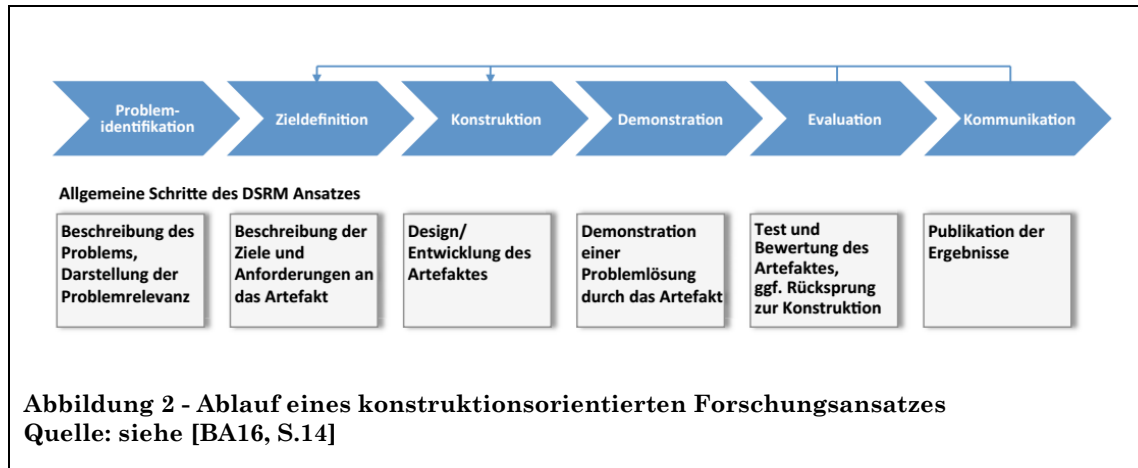 Problem-
identifikation
Zieldefinition
Konstruktion
Demonstration
Evaluation
Kommunikation
Allgemeine Schritte des DSRM Ansatzes
Beschreibung des
Problems,
Darstellung der
Problemrelevanz
Beschreibung der
Ziele und
Anforderungen an
das Artefakt
Design/
Entwicklung des
Artefaktes
Demonstration
einer
Problemlösung
durch das Artefakt
Test und
Bewertung des
Artefaktes,
ggf. Rücksprung
zur Konstruktion
Publikation der
Ergebnisse
Abbildung 2 - Ablauf eines konstruktionsorientierten Forschungsansatzes
Quelle: siehe [BA16, S.14]